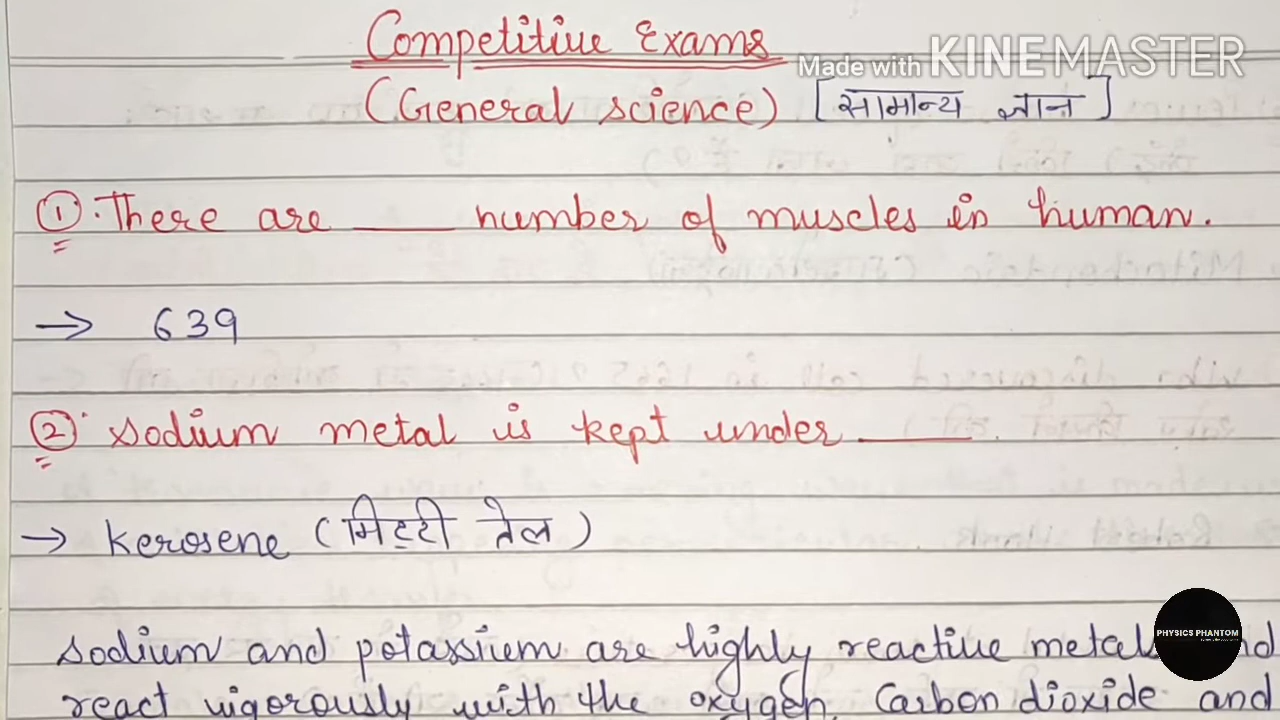 Competitive Exams
Made with KINEMASTER
(General science) [सामान्य ज्ञान]
① There are ____ number of muscles in human.
→ 639
② sodium metal is kept under ____.
→ Kerosene (मिट्टी तेल)
sodium and potassium are highly reactive metals
PHYSICS PHANTOM
react vigorously with the oxygen, Carbon dioxide and